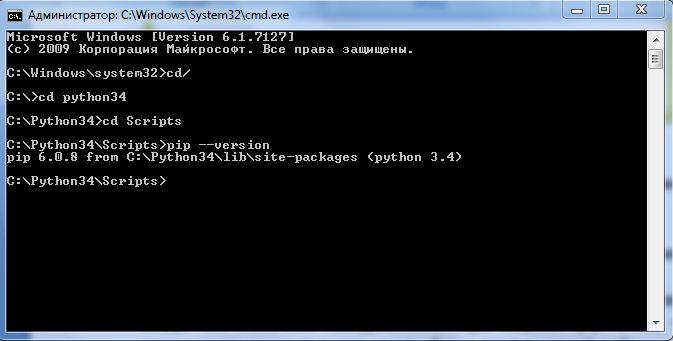 Администратор: C:\Windows\System32\cmd.exe
Microsoft Windows [Version 6.1.7127]
(c) 2009 Корпорация Майкрософт. Все права защищены.
C:\Windows\system32>cd/
C:\>cd python34
C:\Python34>cd Scripts
C:\Python34\Scripts>pip --version
pip 6.0.8 from C:\Python34\lib\site-packages (python 3.4)
C:\Python34\Scripts>